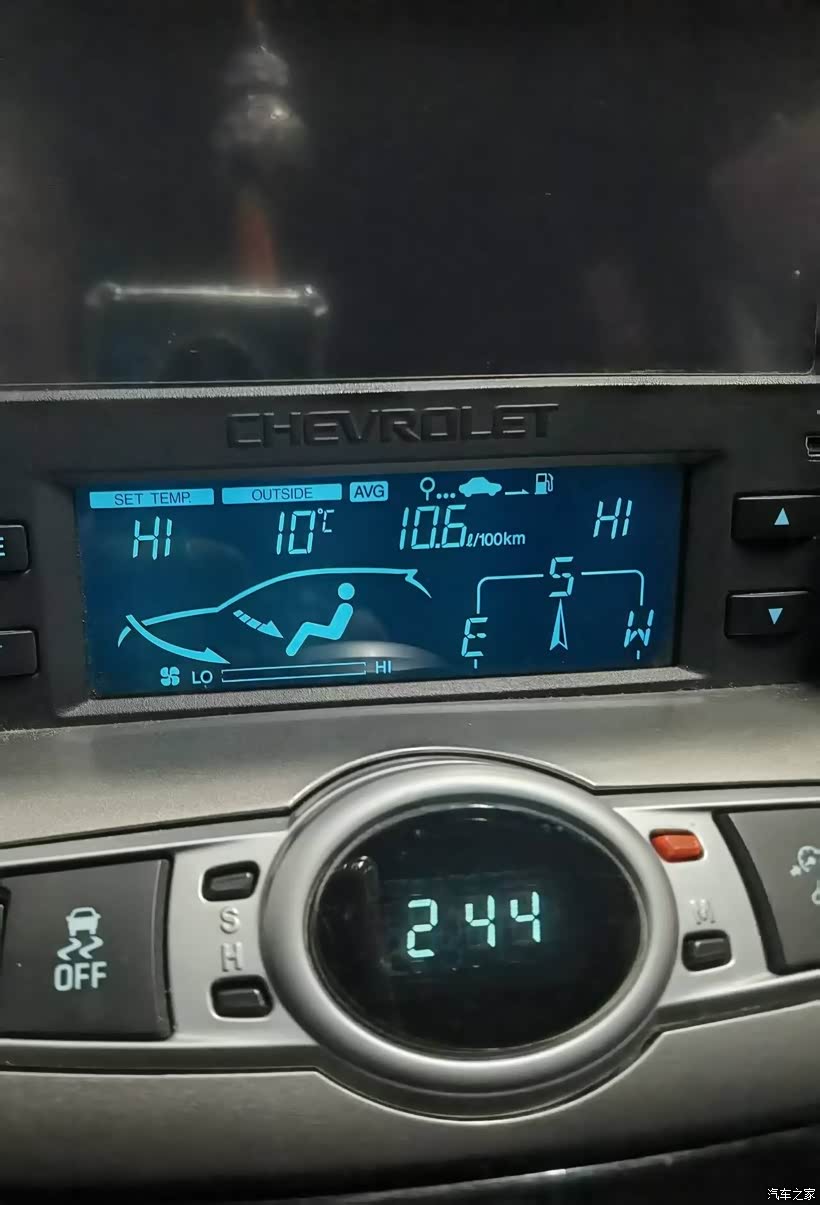 CHEVROLET
SET TEMP. OUTSIDE AVG
HI 10°C 10.6 ℓ/100km HI
S
E W
LO HI
E
S M
H
2 44
OFF
汽车之家